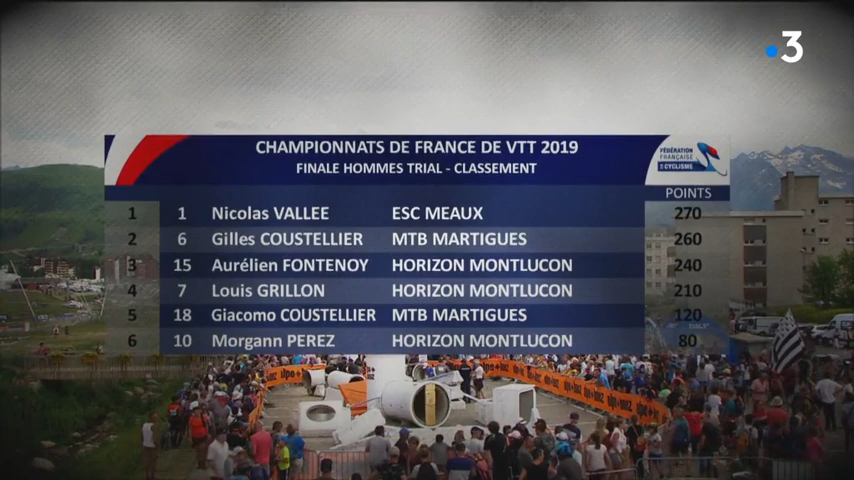 3
CHAMPIONNATS DE FRANCE DE VTT 2019
FINALE HOMMES TRIAL - CLASSEMENT
FÉDÉRATION
FRANÇAISE
DE CYCLISME
POINTS
1 1 Nicolas VALLEE ESC MEAUX 270
2 6 Gilles COUSTELLIER MTB MARTIGUES 260
3 15 Aurélien FONTENOY HORIZON MONTLUCON 240
4 7 Louis GRILLON HORIZON MONTLUCON 210
5 18 Giacomo COUSTELLIER MTB MARTIGUES 120
6 10 Morgann PEREZ HORIZON MONTLUCON 80